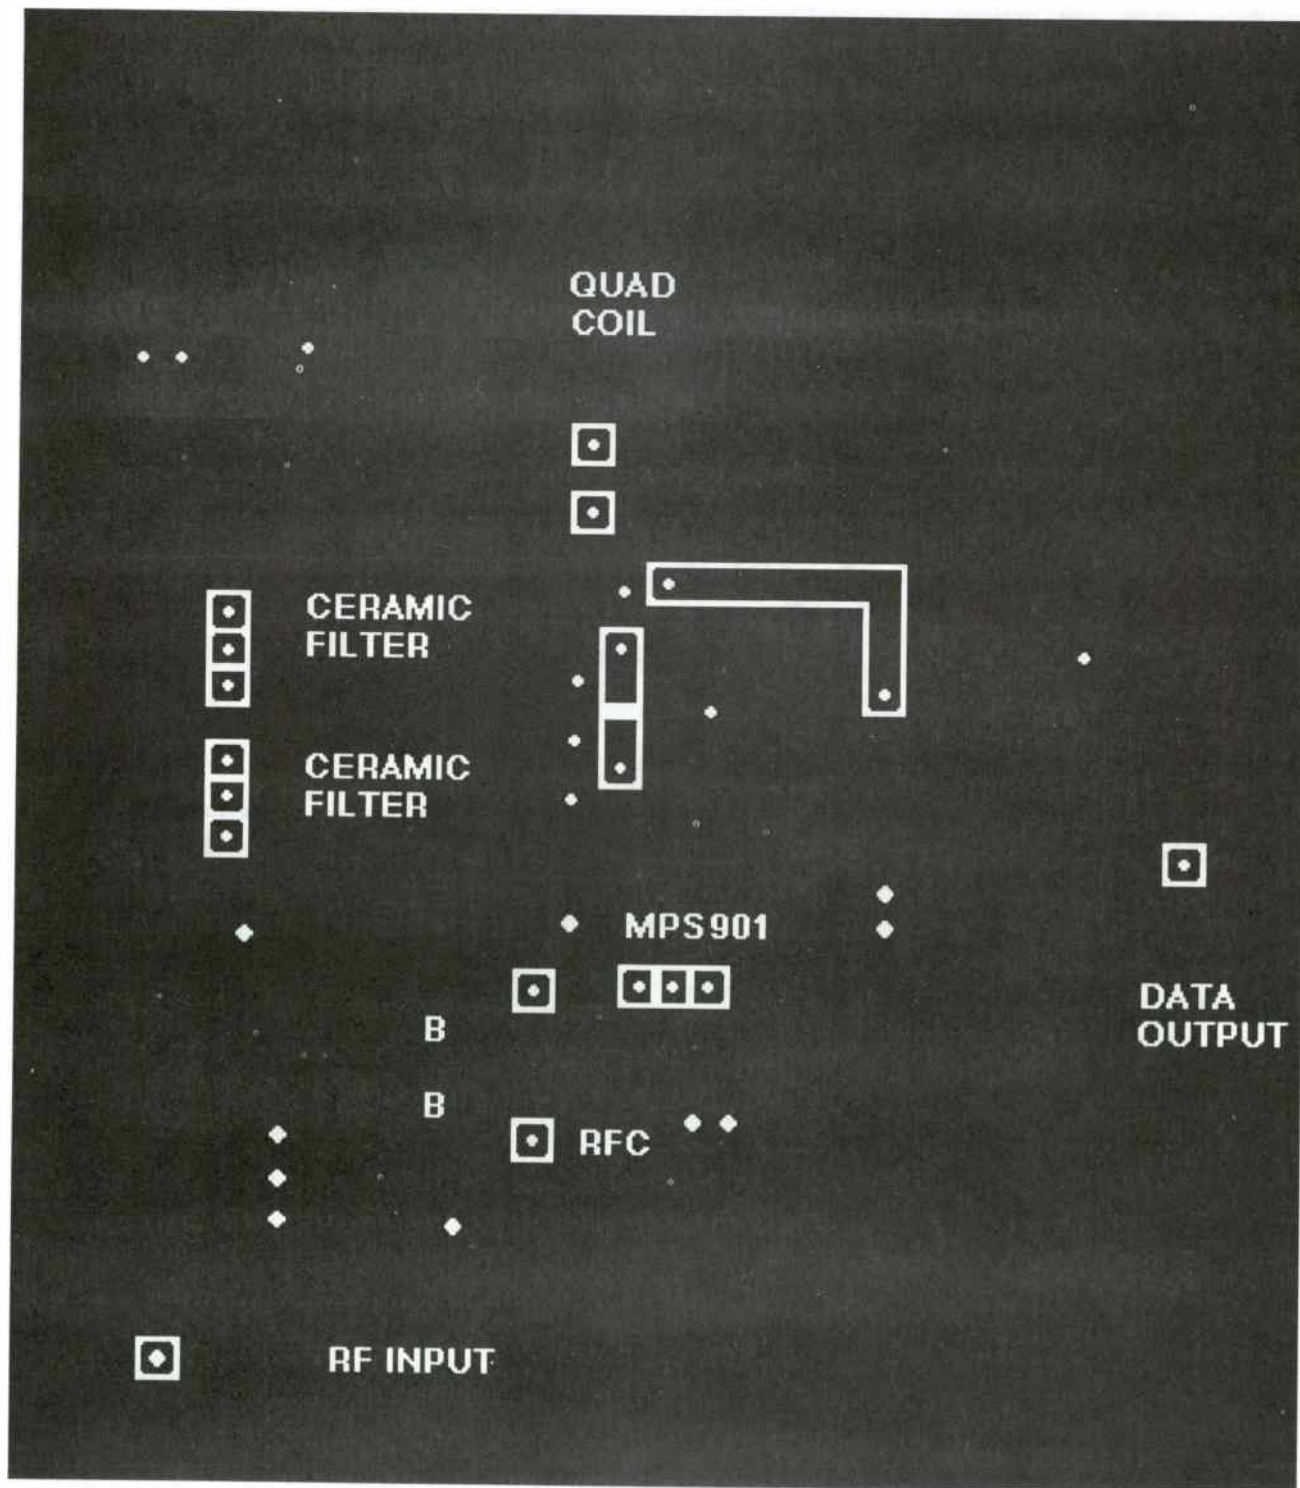 QUAD
COIL
CERAMIC
FILTER
CERAMIC
FILTER
MPS901
B
DATA
OUTPUT
B
RFC
RF INPUT